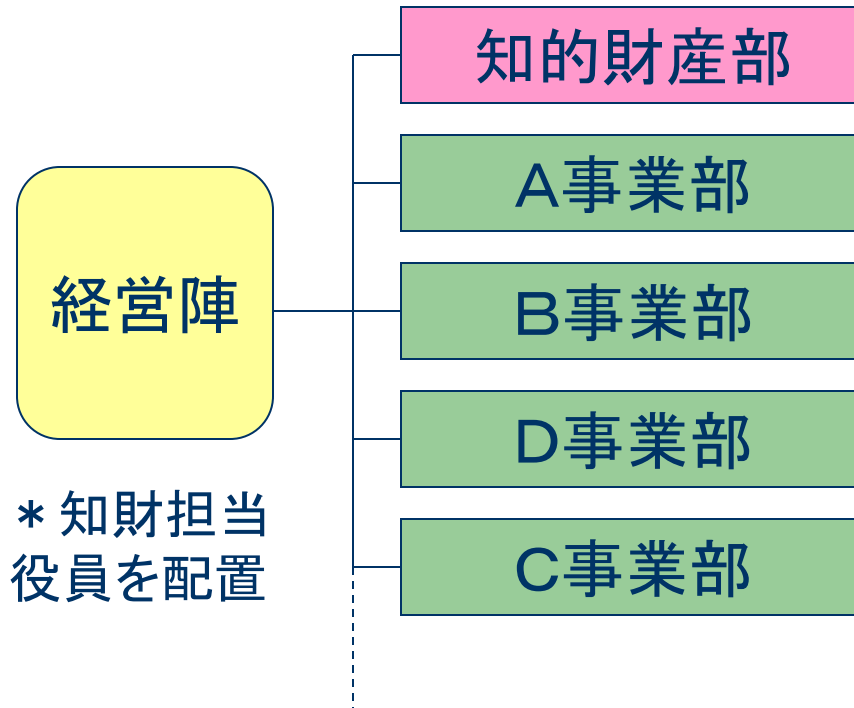 知的財産部
A事業部
経営陣
B事業部
D事業部
C事業部
＊知財担当
役員を配置